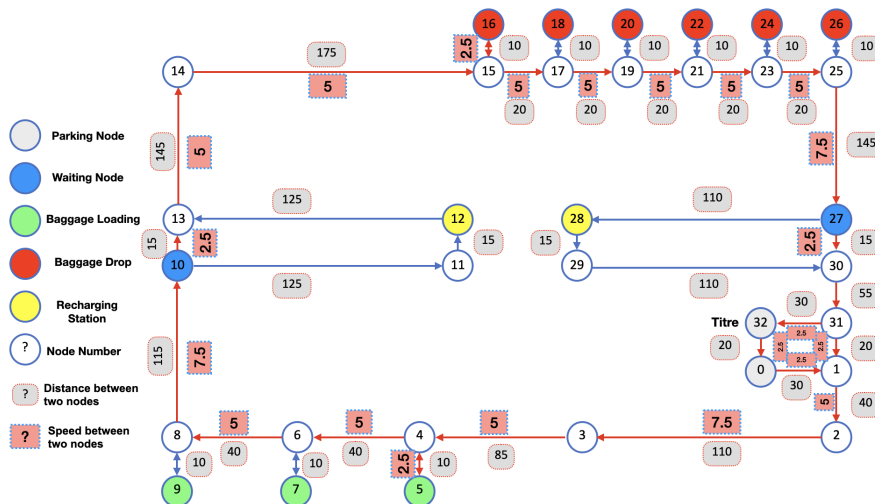 16 18 20 22 24 26
175 2.5 10 10 10 10 10 10
14 15 17 19 21 23 25
5 5 5 5 5 5
20 20 20 20 20
Parking Node
145 5 7.5 145
Waiting Node
125 110
Baggage Loading
13 12 28 27
15 2.5 15 15 2.5 15
Baggage Drop
10 11 29 30
125 110
Recharging
Station
55
30
Titre 32 2.5 31
? Node Number
115 7.5 20 2.5 2.5 20
2.5
0 1
30
? Distance between
two nodes
5 40
5 5 5 7.5
? Speed between
two nodes
8 6 4 3 2
10 40 10 40 2.5 10 85 110
9 7 5